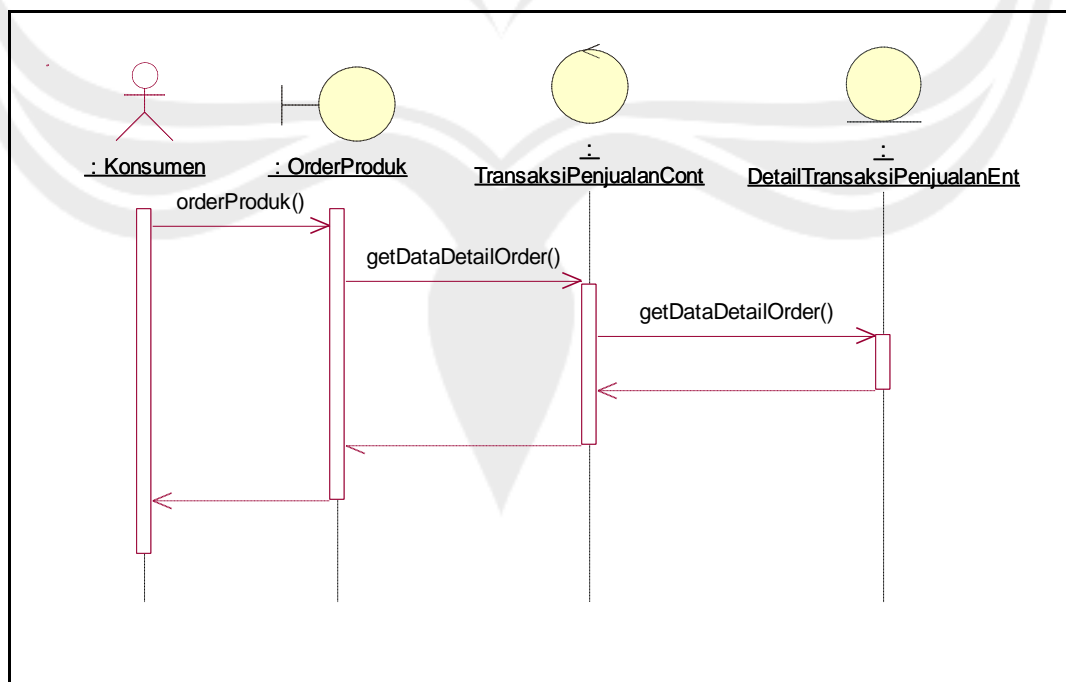 : Konsumen
: OrderProduk
:
TransaksiPenjualanCont
:
DetailTransaksiPenjualanEnt
orderProduk()
getDataDetailOrder()
getDataDetailOrder()